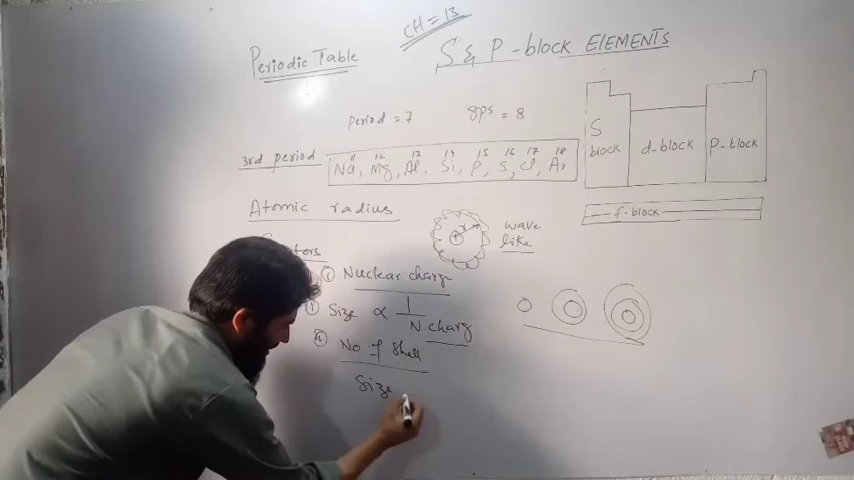 CH = 13
Periodic Table
S & P-block ELEMENTS
period = 7
gps = 8
3rd period
11 12 13 14 15 16 17 18
Na, Mg, Al, Si, P, S, Cl, Ar
S block
d-block
P-block
f-block
Atomic radius
r
wave like
① Nuclear charg
Size ∝ 1 / N. charg
No of Shell
Size